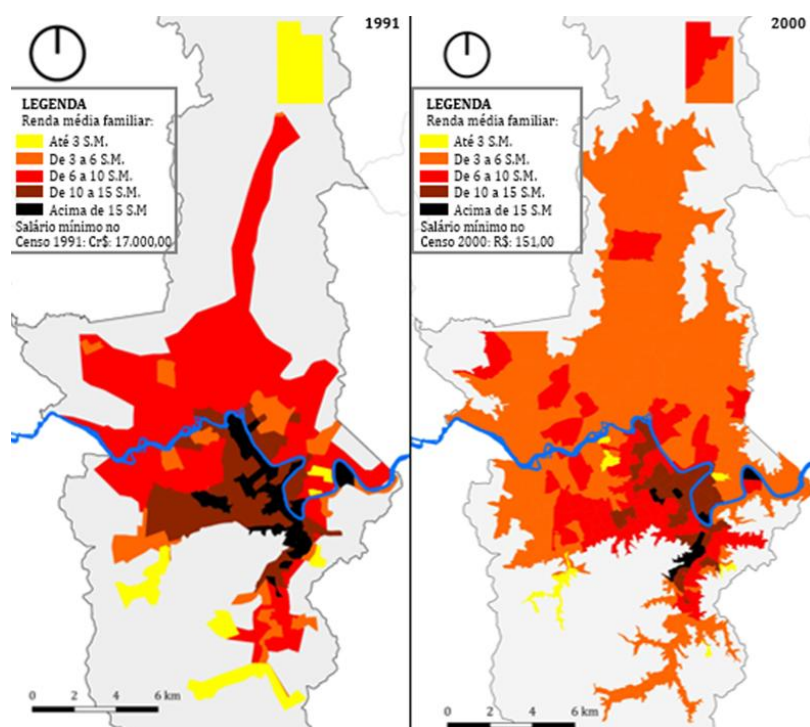 1991
LEGENDA
Renda média familiar:
Até 3 S.M.
De 3 a 6 S.M.
De 6 a 10 S.M.
De 10 a 15 S.M.
Acima de 15 S.M
Salário mínimo no
Censo 1991: Cr$: 17.000,00
0 2 4 6 km
2000
LEGENDA
Renda média familiar:
Até 3 S.M.
De 3 a 6 S.M.
De 6 a 10 S.M.
De 10 a 15 S.M.
Acima de 15 S.M
Salário mínimo no
Censo 2000: R$: 151,00
0 2 4 6 km